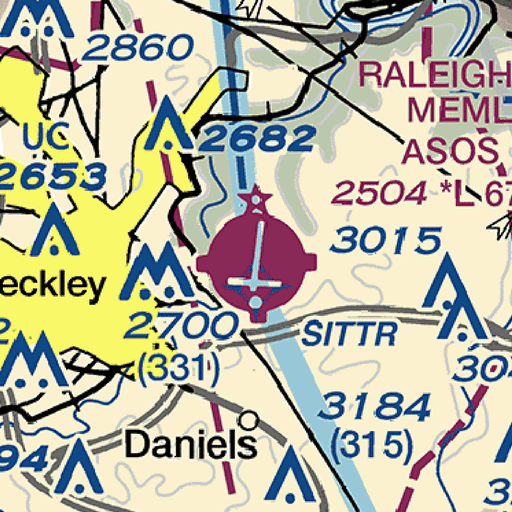 2860
RALEIGH
MEML
UC
2682
ASOS
2653
2504 *L 67
3015
eckley
2700
(331)
SITTR
3184
(315)
Daniels
94